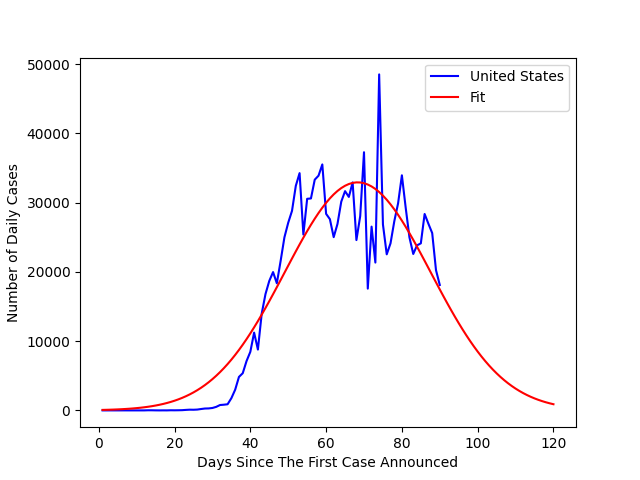 United States
Fit
50000
40000
30000
20000
10000
0
Number of Daily Cases
0 20 40 60 80 100 120
Days Since The First Case Announced